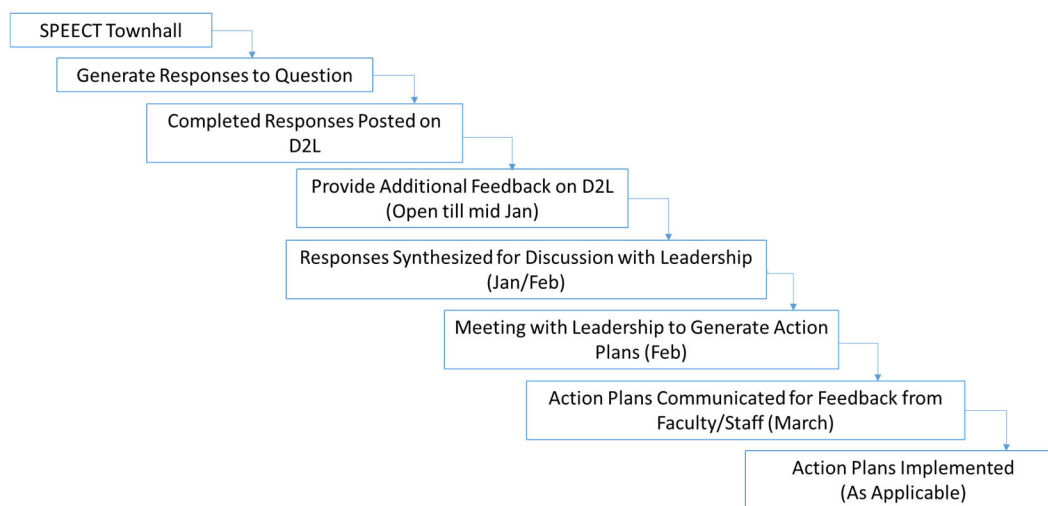 SPEECT Townhall
Generate Responses to Question
Completed Responses Posted on
D2L
Provide Additional Feedback on D2L
(Open till mid Jan)
Responses Synthesized for Discussion with Leadership
(Jan/Feb)
Meeting with Leadership to Generate Action
Plans (Feb)
Action Plans Communicated for Feedback from
Faculty/Staff (March)
Action Plans Implemented
(As Applicable)